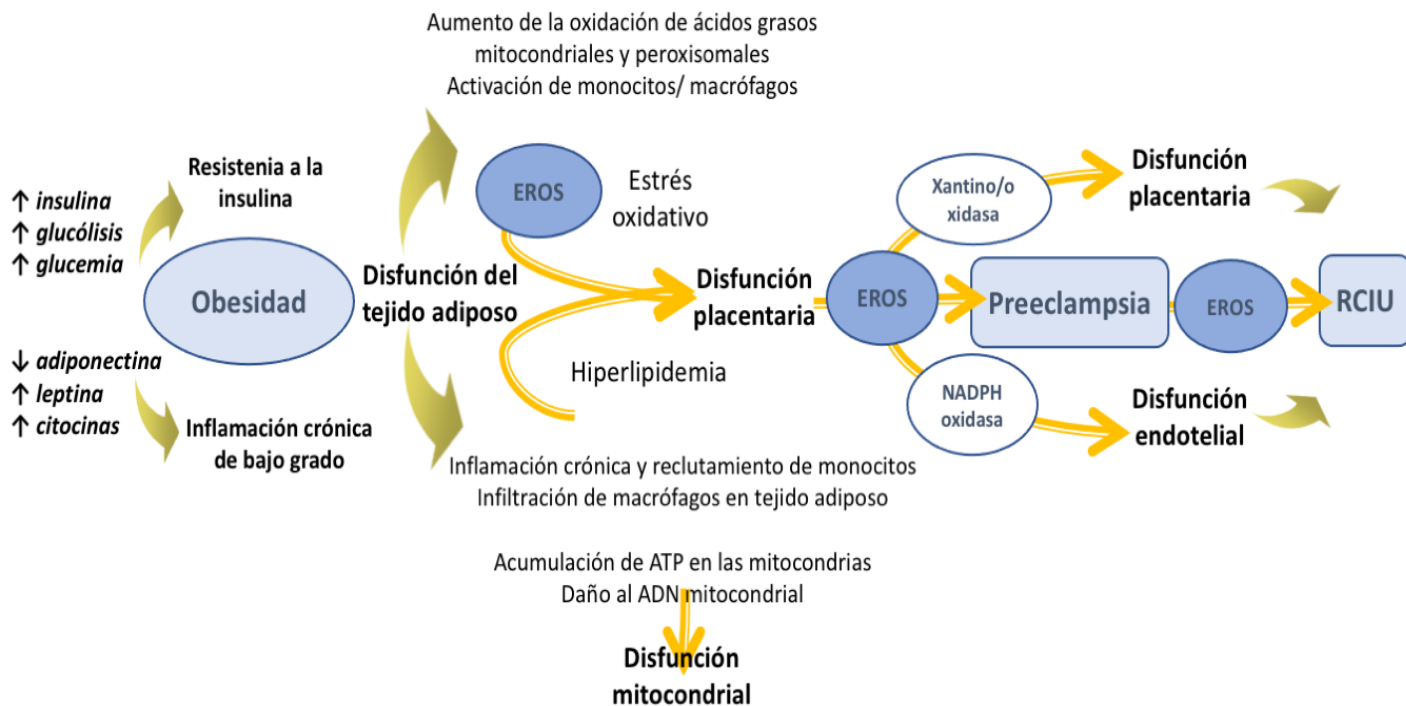 Aumento de la oxidación de ácidos grasos
mitocondriales y peroxisomales
Activación de monocitos/ macrófagos
Resistenia a la
insulina
↑ insulina
↑ glucólisis
↑ glucemia
Obesidad
↓ adiponectina
↑ leptina
↑ citocinas
Inflamación crónica
de bajo grado
Disfunción del
tejido adiposo
EROS
Estrés
oxidativo
Hiperlipidemia
Disfunción
placentaria
EROS
Xantino/o
xidasa
Disfunción
placentaria
Preeclampsia
EROS
RCIU
NADPH
oxidasa
Disfunción
endotelial
Inflamación crónica y reclutamiento de monocitos
Infiltración de macrófagos en tejido adiposo
Acumulación de ATP en las mitocondrias
Daño al ADN mitocondrial
Disfunción
mitocondrial